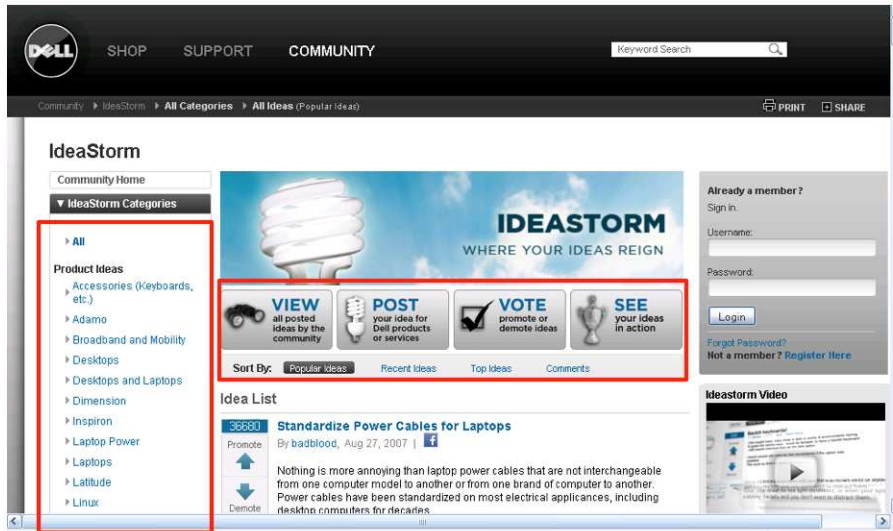 DELL
SHOP SUPPORT COMMUNITY
Keyword Search
Community IdeaStorm All Categories All Ideas (Popular Ideas)
PRINT SHARE
IdeaStorm
Community Home
IdeaStorm Categories
All
Product Ideas
Accessories (Keyboards,
etc.)
Adamo
Broadband and Mobility
Desktops
Desktops and Laptops
Dimension
Inspiron
Laptop Power
Laptops
Latitude
Linux
IDEASTORM
WHERE YOUR IDEAS REIGN
VIEW
all posted
ideas by the
community
POST
your idea for
Dell products
or services
VOTE
promote or
demote ideas
SEE
your ideas
in action
Sort By: Popular Ideas Recent Ideas Top Ideas Comments
Idea List
36680
Promote
Demote
Standardize Power Cables for Laptops
By badblood, Aug 27, 2007 |
Nothing is more annoying than laptop power cables that are not interchangeable
from one computer model to another or from one brand of computer to another.
Power cables have been standardized on most electrical applicances, including
desktop computers for decades
Already a member?
Sign in.
Username:
Password:
Login
Forgot Password?
Not a member? Register Here
Ideastorm Video